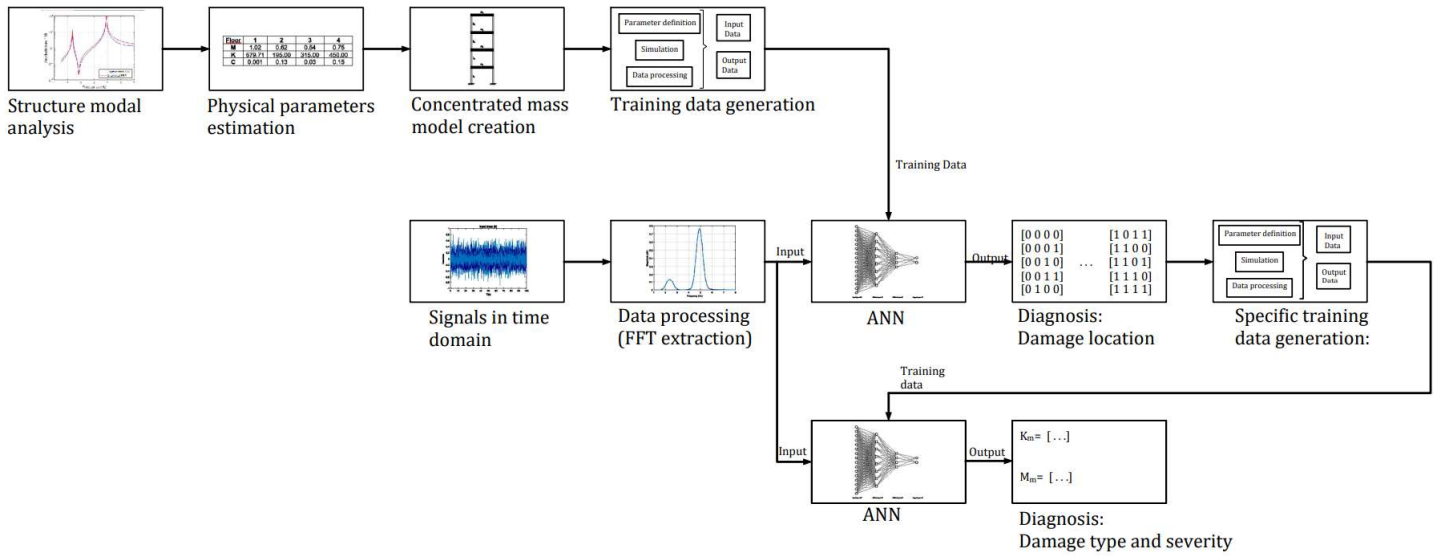 Floor 1 2 3 4
M 1.02 0.62 0.54 0.75
K 579.71 195.00 315.00 450.00
C 0.001 0.13 0.03 0.15
Parameter definition
Simulation
Data processing
Input
Data
Output
Data
Structure modal
analysis
Physical parameters
estimation
Concentrated mass
model creation
Training data generation
Training Data
Signals in time
domain
Data processing
(FFT extraction)
Input
ANN
Output
[0 0 0 0] [1 0 1 1]
[0 0 0 1] [1 1 0 0]
[0 0 1 0] ... [1 1 0 1]
[0 0 1 1] [1 1 1 0]
[0 1 0 0] [1 1 1 1]
Diagnosis:
Damage location
Parameter definition
Simulation
Data processing
Input
Data
Output
Data
Specific training
data generation:
Training
data
Input
ANN
Output
Km= [ . . . ]
Mm= [ . . . ]
Diagnosis:
Damage type and severity